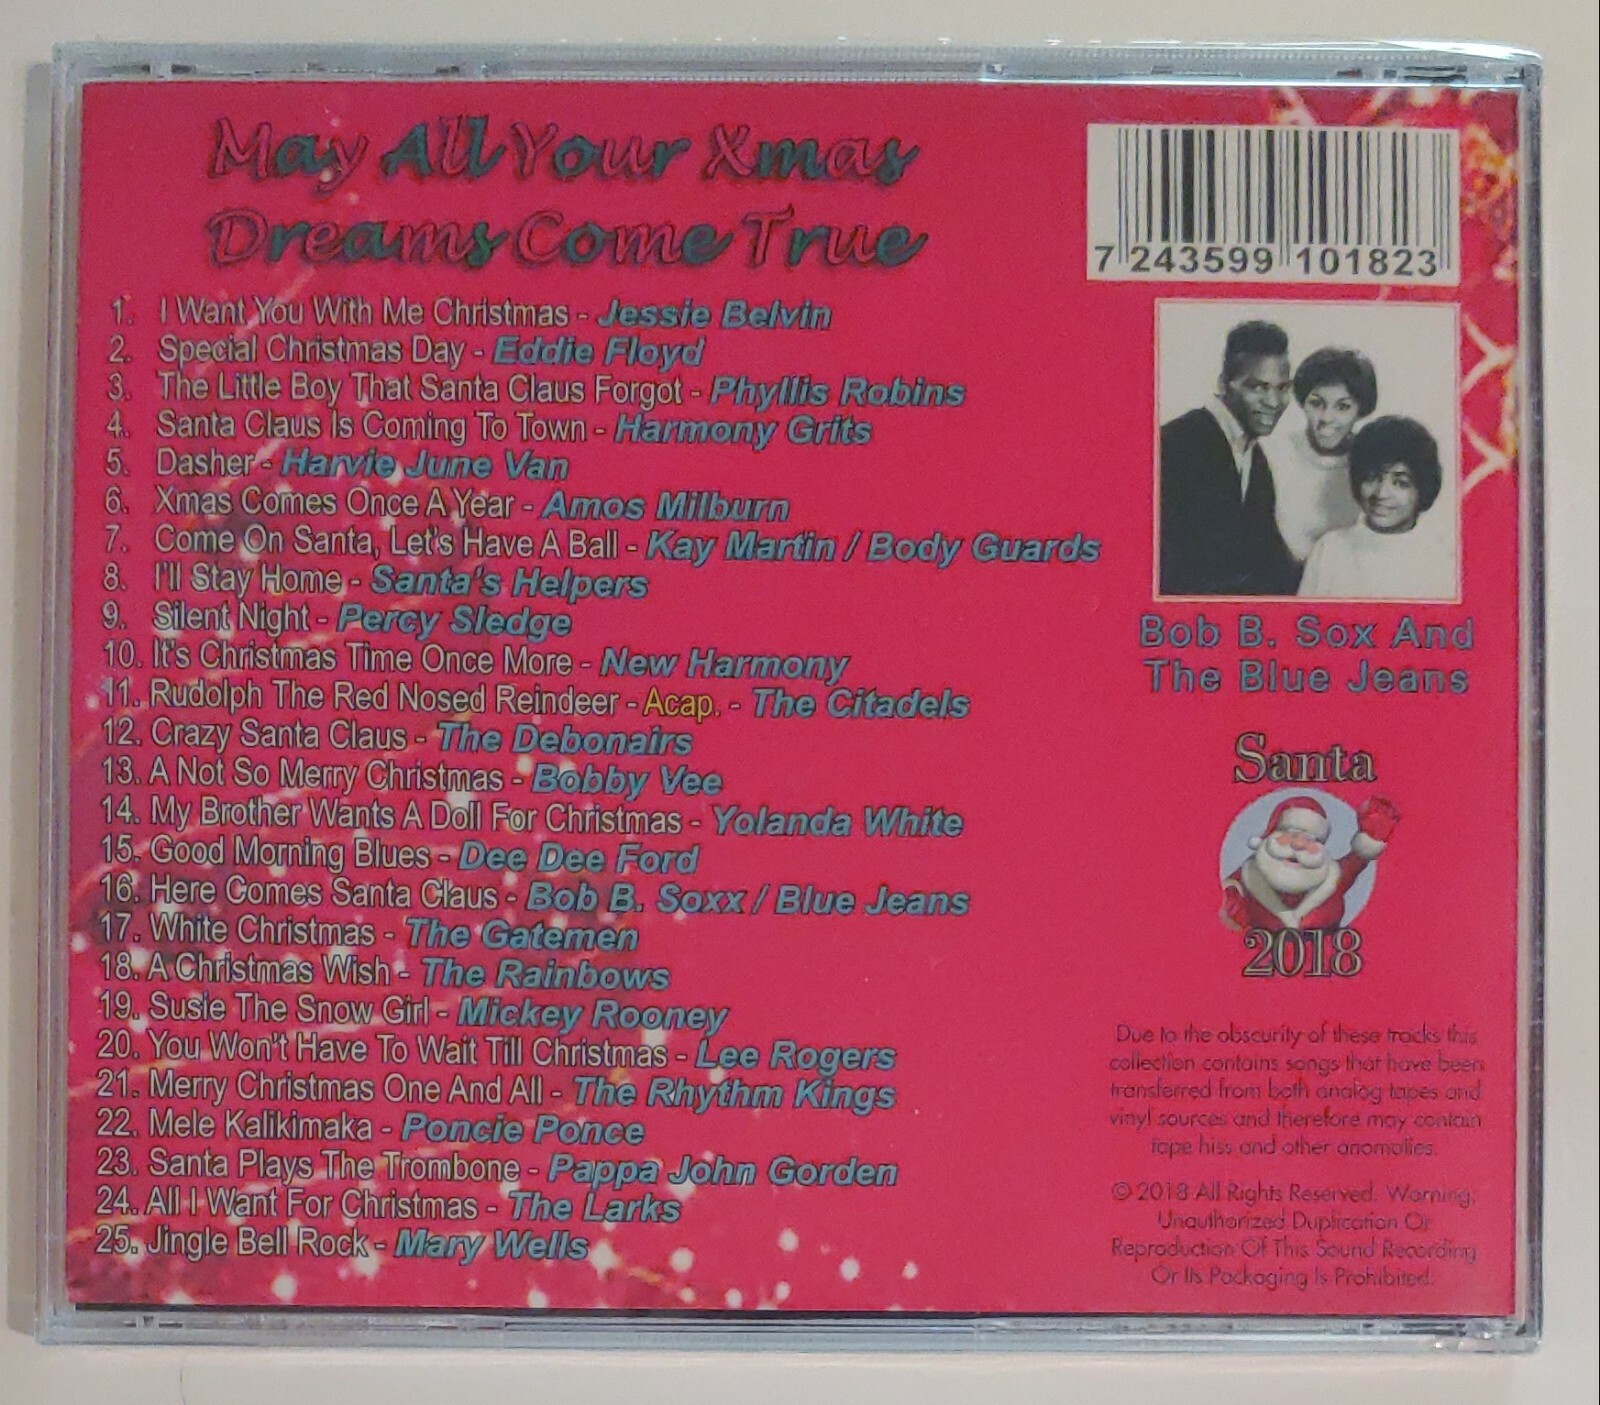 May All Your Xmas
Dreams Come True
1. I Want You With Me Christmas - Jessie Belvin
2. Special Christmas Day - Eddie Floyd
3. The Little Boy That Santa Claus Forgot - Phyllis Robins
4. Santa Claus Is Coming To Town - Harmony Grits
5. Dasher - Harvie June Van
6. Xmas Comes Once A Year - Amos Milburn
7. Come On Santa, Let's Have A Ball - Kay Martin / Body Guards
8. I'll Stay Home - Santa's Helpers
9. Silent Night - Percy Sledge
10. It's Christmas Time Once More - New Harmony
11. Rudolph The Red Nosed Reindeer - Acap. - The Citadels
12. Crazy Santa Claus - The Debonairs
13. A Not So Merry Christmas - Bobby Vee
14. My Brother Wants A Doll For Christmas - Yolanda White
15. Good Morning Blues - Dee Dee Ford
16. Here Comes Santa Claus - Bob B. Soxx / Blue Jeans
17. White Christmas - The Gatemen
18. A Christmas Wish - The Rainbows
19. Susie The Snow Girl - Mickey Rooney
20. You Won't Have To Wait Till Christmas - Lee Rogers
21. Merry Christmas One And All - The Rhythm Kings
22. Mele Kalikimaka - Poncie Ponce
23. Santa Plays The Trombone - Pappa John Gorden
24. All I Want For Christmas - The Larks
25. Jingle Bell Rock - Mary Wells
7 243599 101823
Bob B. Sox And
The Blue Jeans
Santa
2018
Due to the obscurity of these tracks this
collection contains songs that have been
transferred from both analog tapes and
vinyl sources and therefore may contain
tape hiss and other anomalies.
© 2018 All Rights Reserved. Warning,
Unauthorized Duplication Or
Reproduction Of This Sound Recording
Or Its Packaging Is Prohibited.